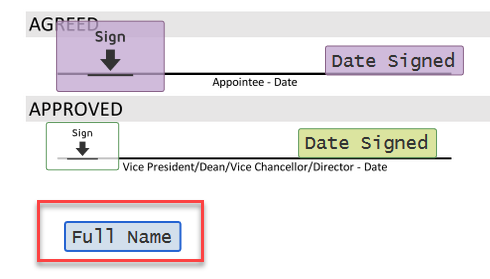 AGREED
Sign
Date Signed
Appointee - Date
APPROVED
Sign
Date Signed
Vice President/Dean/Vice Chancellor/Director - Date
Full Name